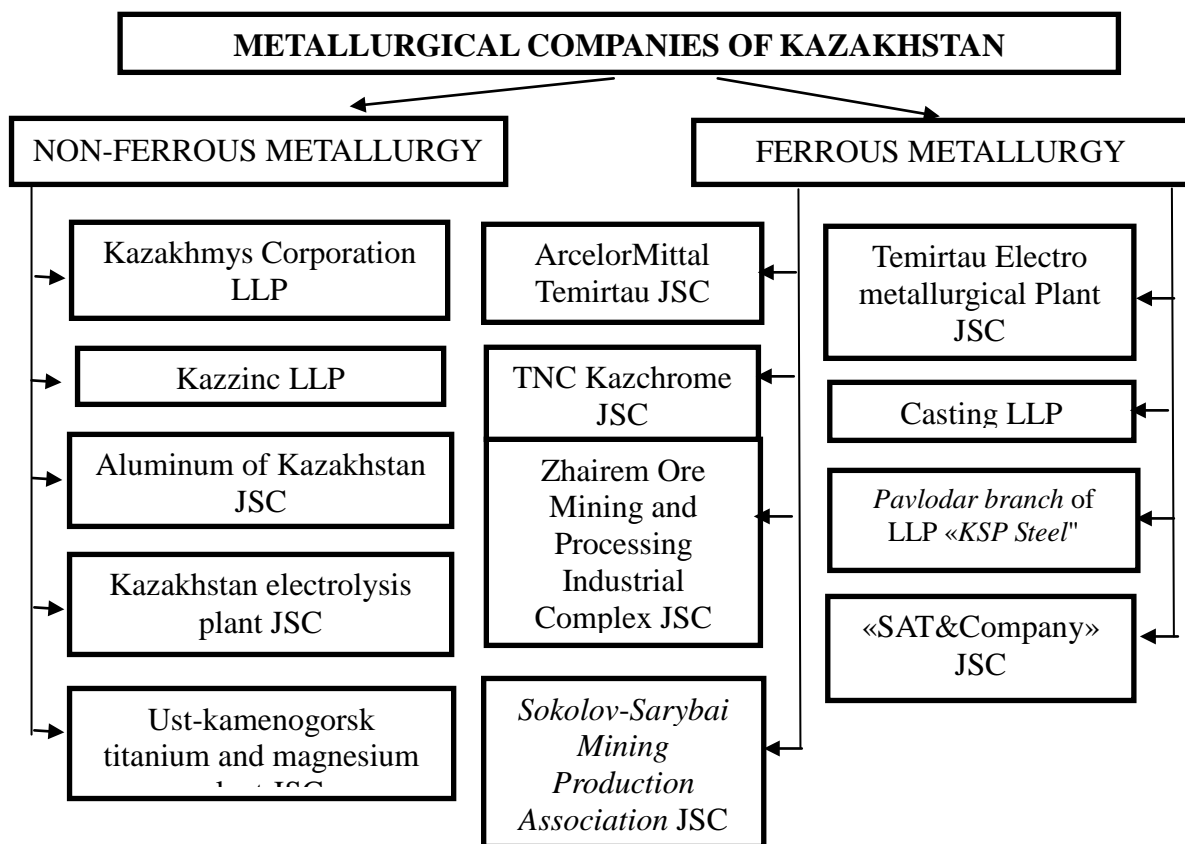 METALLURGICAL COMPANIES OF KAZAKHSTAN
NON-FERROUS METALLURGY
Kazakhmys Corporation
LLP
Kazzinc LLP
Aluminum of Kazakhstan
JSC
Kazakhstan electrolysis
plant JSC
Ust-kamenogorsk
titanium and magnesium
JSC
FERROUS METALLURGY
ArcelorMittal
Temirtau JSC
TNC Kazchrome
JSC
Zhairem Ore
Mining and
Processing
Industrial
Complex JSC
Sokolov-Sarybai
Mining
Production
Association JSC
Temirtau Electro
metallurgical Plant
JSC
Casting LLP
Pavlodar branch of
LLP «KSP Steel"
«SAT&Company»
JSC